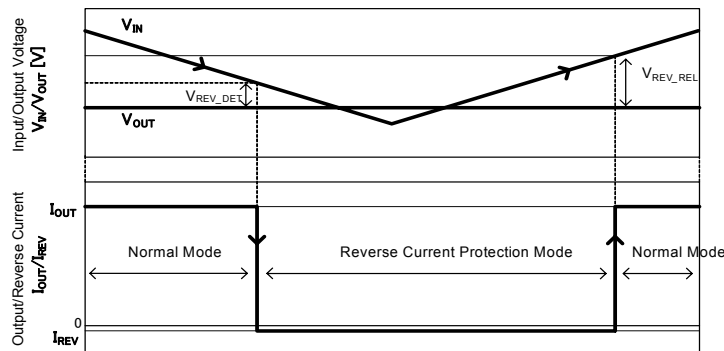 Input/Output Voltage
VIN/VOUT [V]
VIN
VREV_DET
VREV_REL
VOUT
Output/Reverse Current
IOUT/IREV
IOUT
Normal Mode
Reverse Current Protection Mode
Normal Mode
0
IREV